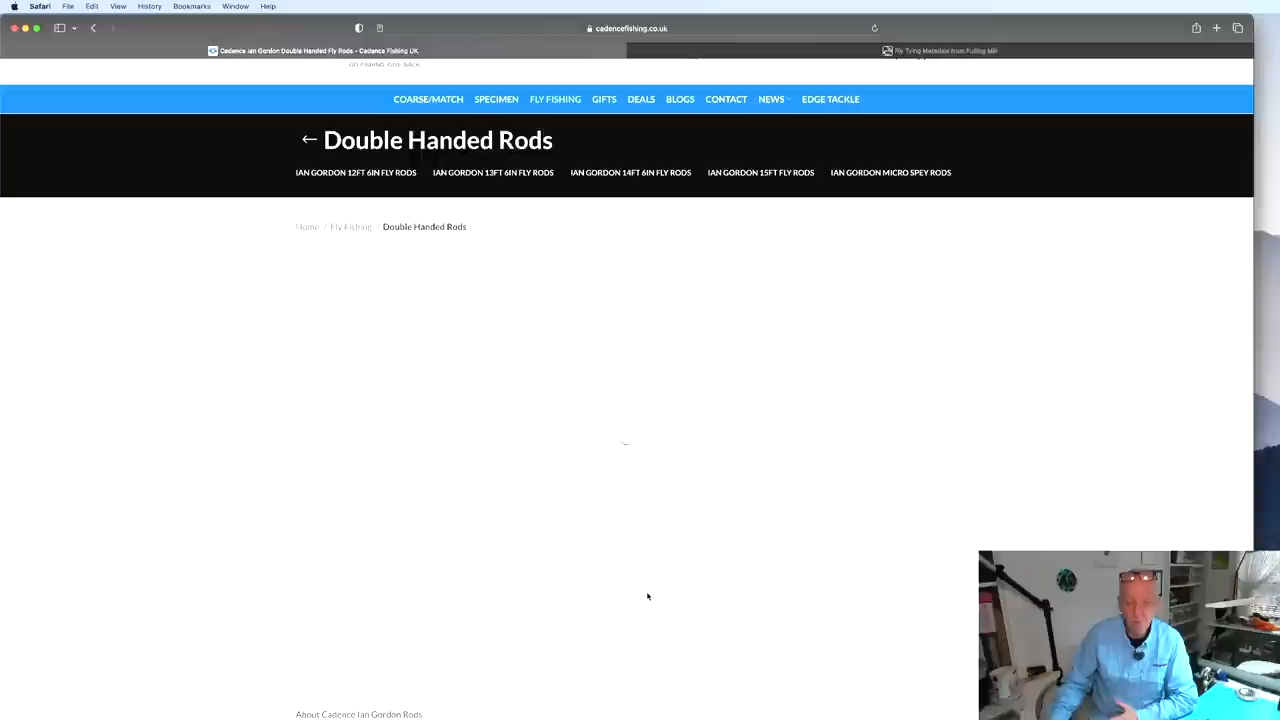 Safari File Edit View History Bookmarks Window Help
cadencefishing.co.uk
Cadence Ian Gordon Double Handed Fly Rods - Cadence Fishing UK
Fly Tying Materials from Fulling Mill
GO FISHING. GIVE BACK
COARSE/MATCH SPECIMEN FLY FISHING GIFTS DEALS BLOGS CONTACT NEWS EDGE TACKLE
← Double Handed Rods
IAN GORDON 12FT 6IN FLY RODS IAN GORDON 13FT 6IN FLY RODS IAN GORDON 14FT 6IN FLY RODS IAN GORDON 15FT FLY RODS IAN GORDON MICRO SPEY RODS
Home / Fly Fishing / Double Handed Rods
About Cadence Ian Gordon Rods